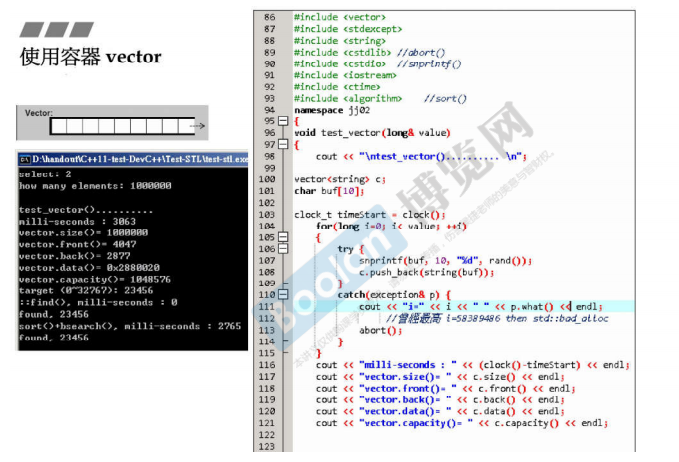 使用容器 vector
Vector:
D:\handout\C++11-test-DevC++\Test-STL\test-stl.exe
select: 2
how many elements: 1000000
test_vector()..........
milli-seconds : 3063
vector.size()= 1000000
vector.front()= 4047
vector.back()= 2877
vector.data()= 0x2880020
vector.capacity()= 1048576
target (0~32767): 23456
::find(), milli-seconds : 0
found, 23456
sort()+bsearch(), milli-seconds : 2765
found, 23456
86 #include <vector>
87 #include <stdexcept>
88 #include <string>
89 #include <cstdlib> //abort()
90 #include <cstdio> //snprintf()
91 #include <iostream>
92 #include <ctime>
93 #include <algorithm> //sort()
94 namespace jj02
95 {
96 void test_vector(long& value)
97 {
98 cout << "\ntest_vector().......... \n";
99
100 vector<string> c;
101 char buf[10];
102
103 clock_t timeStart = clock();
104 for(long i=0; i< value; ++i)
105 {
106 try {
107 snprintf(buf, 10, "%d", rand());
108 c.push_back(string(buf));
109 }
110 catch(exception& p) {
111 cout << "i=" << i << " " << p.what() << endl;
112 //曾經最高 i=58389486 then std::bad_alloc
113 abort();
114 }
115 }
116 cout << "milli-seconds : " << (clock()-timeStart) << endl;
117 cout << "vector.size()= " << c.size() << endl;
118 cout << "vector.front()= " << c.front() << endl;
119 cout << "vector.back()= " << c.back() << endl;
120 cout << "vector.data()= " << c.data() << endl;
121 cout << "vector.capacity()= " << c.capacity() << endl;
122
123
Boolan 博览网